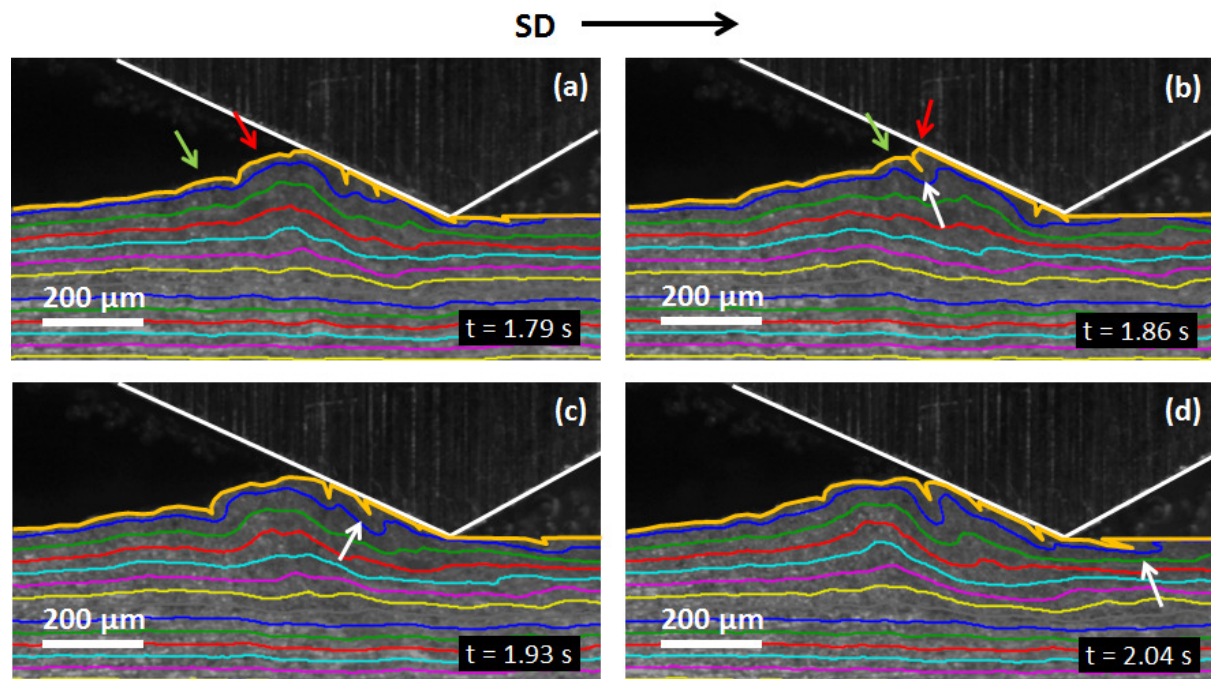 SD
(a)
200 μm
t = 1.79 s
(b)
200 μm
t = 1.86 s
(c)
200 μm
t = 1.93 s
(d)
200 μm
t = 2.04 s